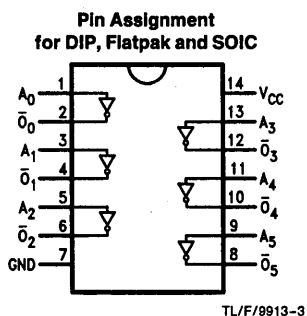 Pin Assignment
for DIP, Flatpak and SOIC
A0 1
Ō0 2
A1 3
Ō1 4
A2 5
Ō2 6
GND 7
14 VCC
13 A3
12 Ō3
11 A4
10 Ō4
9 A5
8 Ō5
TL/F/9913-3